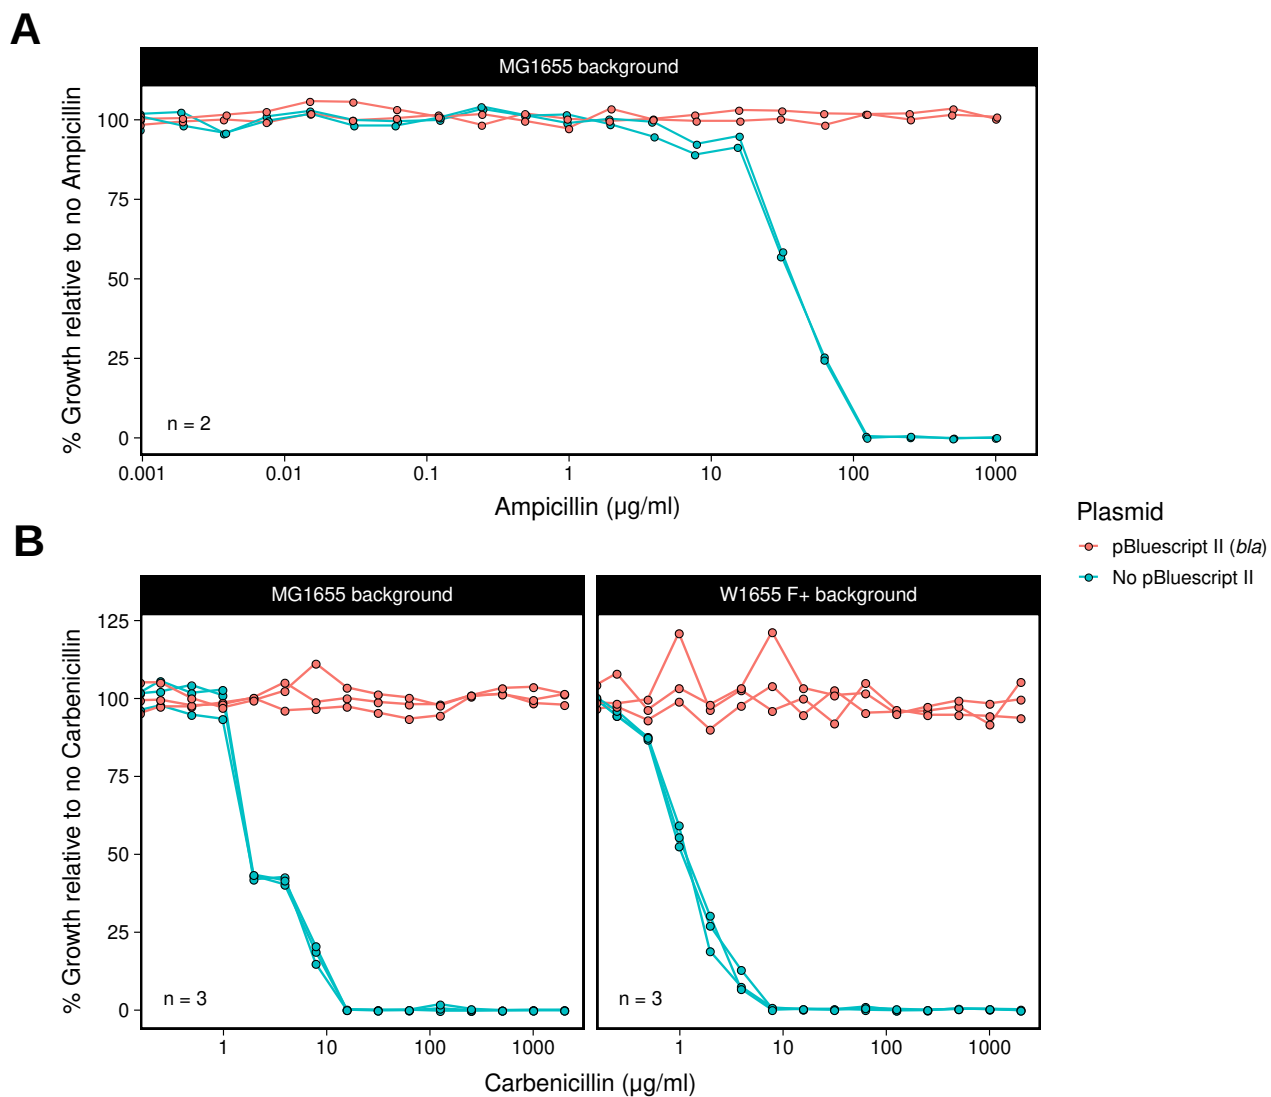 A
MG1655 background
% Growth relative to no Ampicillin
100
75
50
25
0
n = 2
0.001 0.01 0.1 1 10 100 1000
Ampicillin (µg/ml)
Plasmid
pBluescript II (bla)
No pBluescript II
B
MG1655 background
W1655 F+ background
% Growth relative to no Carbenicillin
125
100
75
50
25
0
n = 3
n = 3
1 10 100 1000
1 10 100 1000
Carbenicillin (µg/ml)